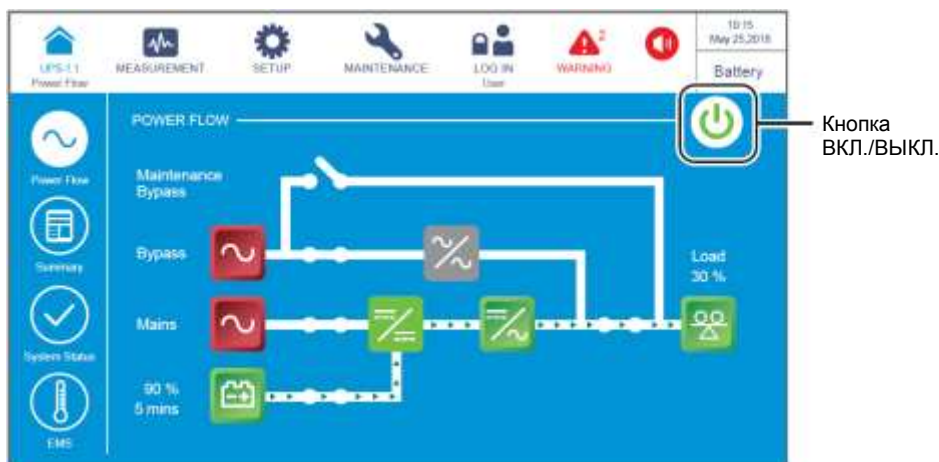 UPS-1.1
Power Flow
MEASUREMENT
SETUP
MAINTENANCE
LOG IN
User
WARNING
2
10:15
May 25,2018
Battery
POWER FLOW
Кнопка
ВКЛ./ВЫКЛ.
Power Flow
Maintenance
Bypass
Summary
Bypass
Load
30 %
System Status
Mains
90 %
5 mins
EMS